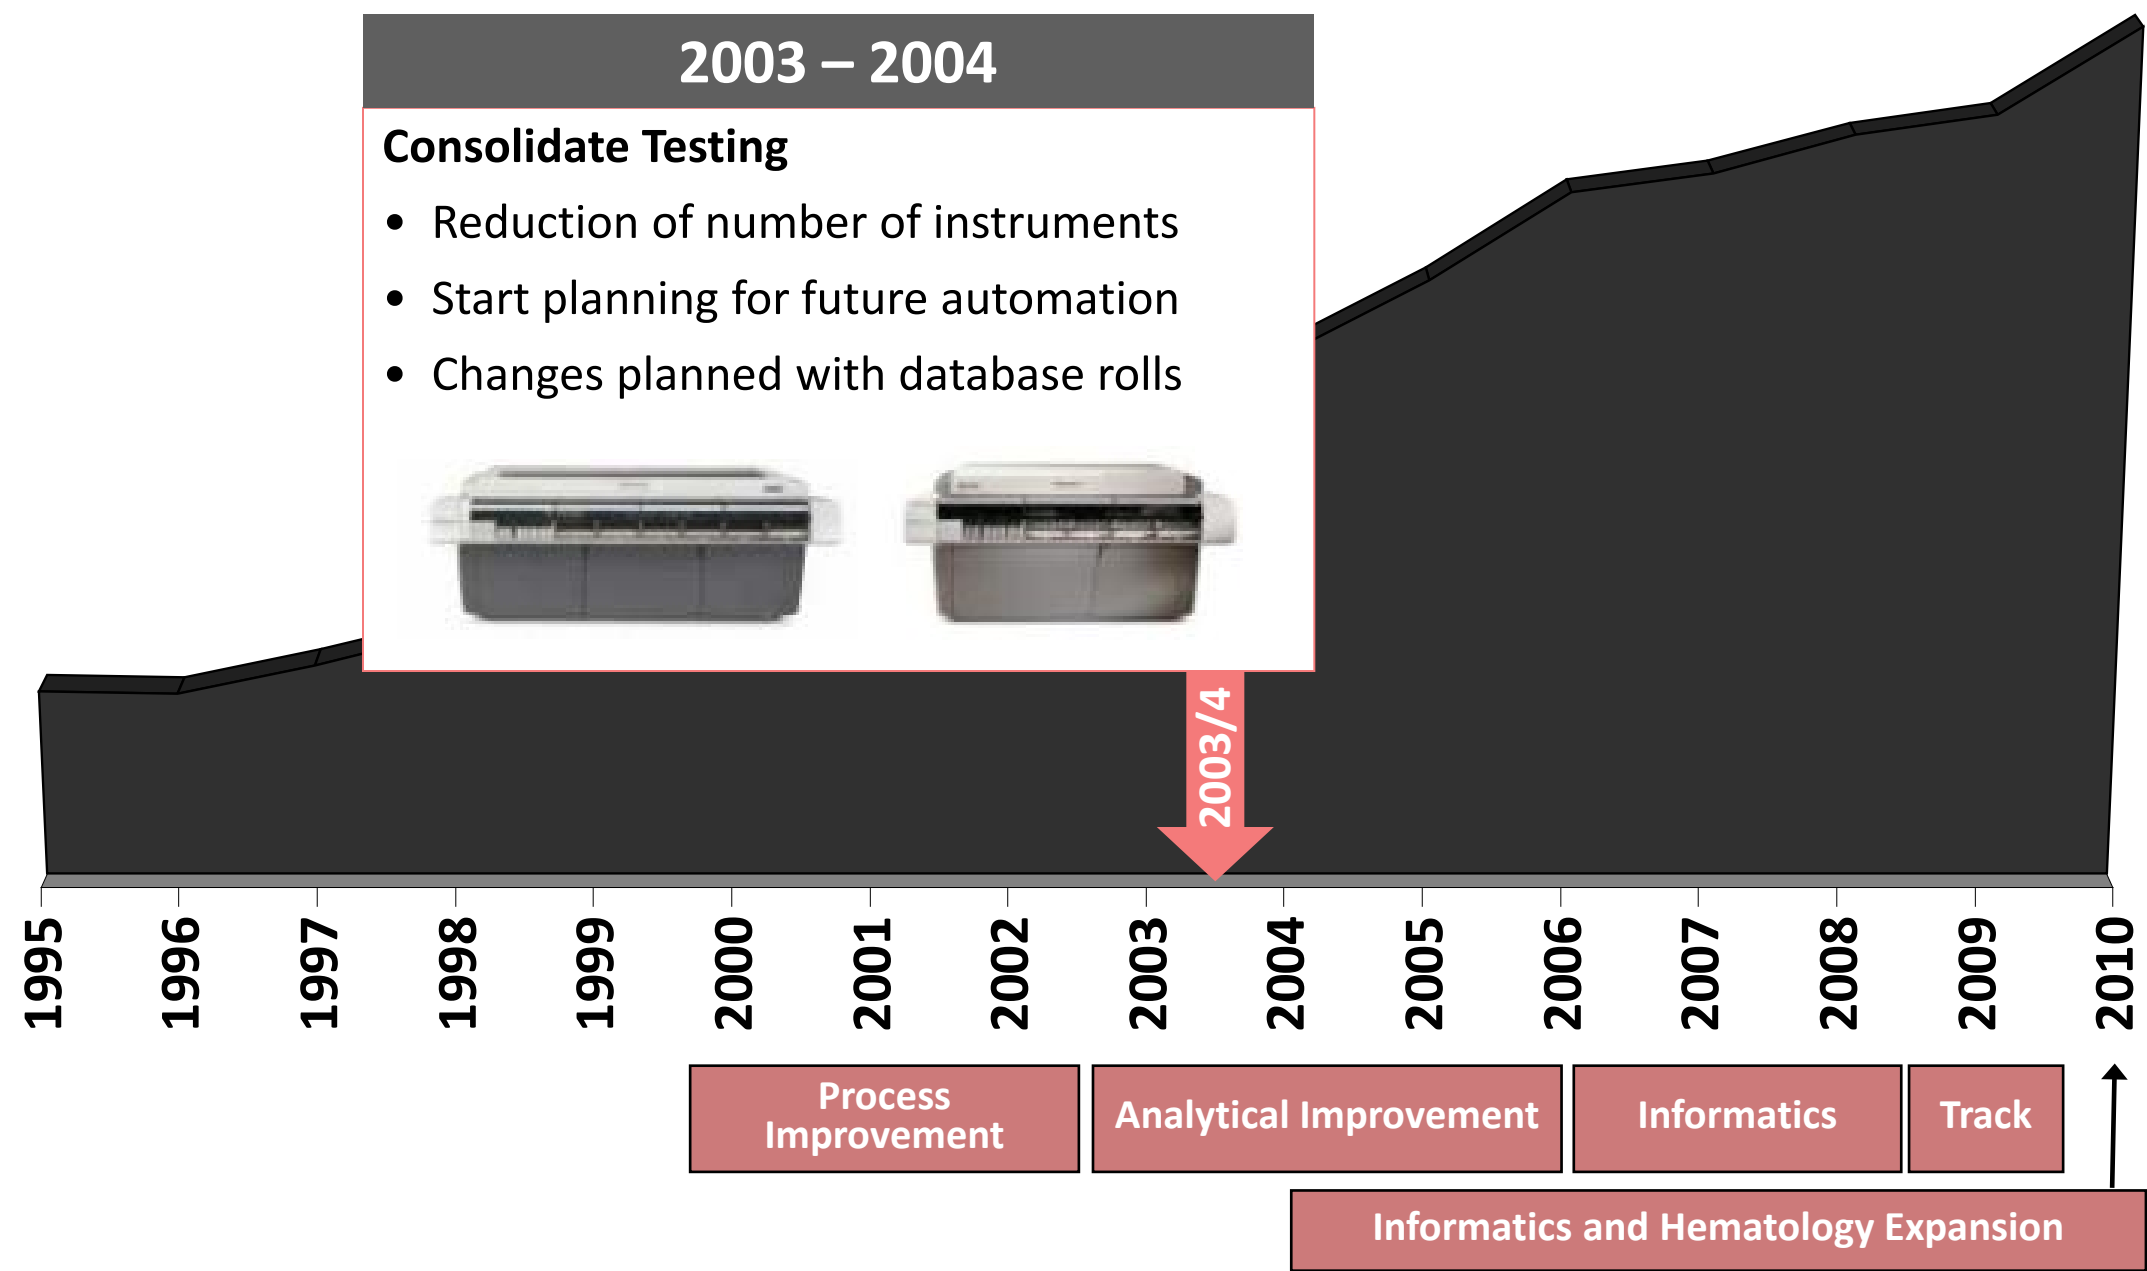 2003 – 2004
Consolidate Testing
• Reduction of number of instruments
• Start planning for future automation
• Changes planned with database rolls
2003/4
1995
1996
1997
1998
1999
2000
2001
2002
2003
2004
2005
2006
2007
2008
2009
2010
Process
Improvement
Analytical Improvement
Informatics
Track
Informatics and Hematology Expansion